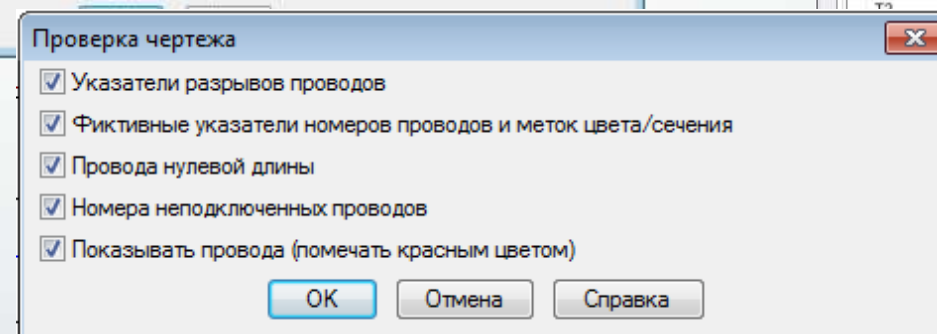 Проверка чертежа
Указатели разрывов проводов
Фиктивные указатели номеров проводов и меток цвета/сечения
Провода нулевой длины
Номера неподключенных проводов
Показывать провода (помечать красным цветом)
OK Отмена Справка